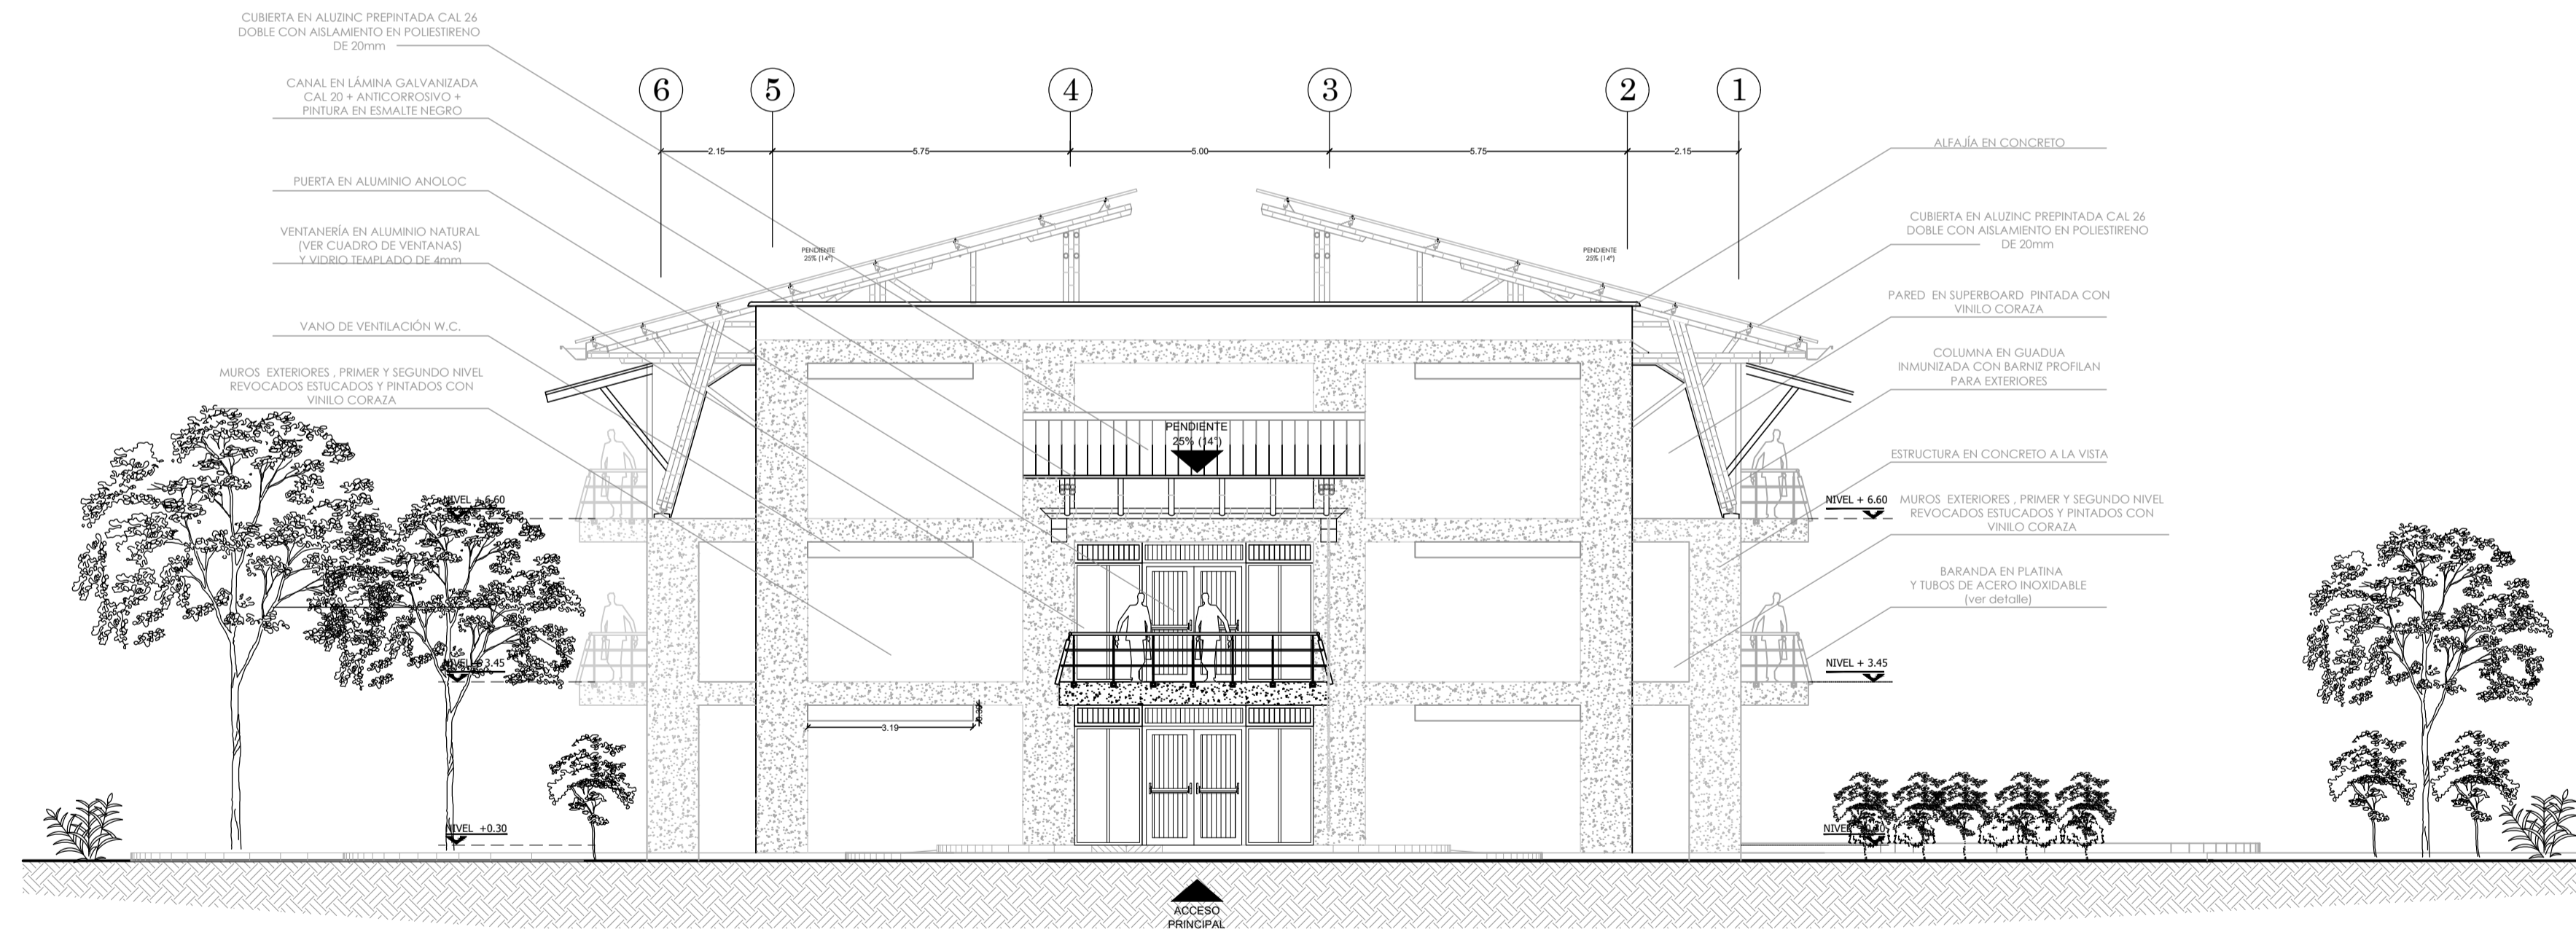 CUBIERTA EN ALUZINC PREPINTADA CAL 26
DOBLE CON AISLAMIENTO EN POLIESTIRENO
DE 20mm
CANAL EN LÁMINA GALVANIZADA
CAL 20 + ANTICORROSIVO +
PINTURA EN ESMALTE NEGRO
PUERTA EN ALUMINIO ANOLOC
VENTANERÍA EN ALUMINIO NATURAL
(VER CUADRO DE VENTANAS)
Y VIDRIO TEMPLADO DE 4mm
VANO DE VENTILACIÓN W.C.
MUROS EXTERIORES , PRIMER Y SEGUNDO NIVEL
REVOCADOS ESTUCADOS Y PINTADOS CON
VINILO CORAZA
6 5 4 3 2 1
2.15 5.75 5.00 5.75 2.15
PENDIENTE
25% (14°)
PENDIENTE
25% (14°)
PENDIENTE
25% (14°)
NIVEL + 6.60
NIVEL + 3.45
NIVEL +0.30
3.19
ALFAJÍA EN CONCRETO
CUBIERTA EN ALUZINC PREPINTADA CAL 26
DOBLE CON AISLAMIENTO EN POLIESTIRENO
DE 20mm
PARED EN SUPERBOARD PINTADA CON
VINILO CORAZA
COLUMNA EN GUADUA
INMUNIZADA CON BARNIZ PROFILAN
PARA EXTERIORES
ESTRUCTURA EN CONCRETO A LA VISTA
NIVEL + 6.60
MUROS EXTERIORES , PRIMER Y SEGUNDO NIVEL
REVOCADOS ESTUCADOS Y PINTADOS CON
VINILO CORAZA
BARANDA EN PLATINA
Y TUBOS DE ACERO INOXIDABLE
(ver detalle)
NIVEL + 3.45
NIVEL
ACCESO
PRINCIPAL